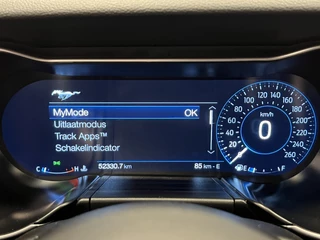 MyMode OK
Uitlaatmodus
Track Apps™
Schakelindicator
km/h
0
20
40
60
80
100
120
140
160
180
200
220
240
260
C H
52330.7 km
85 km - E
E F